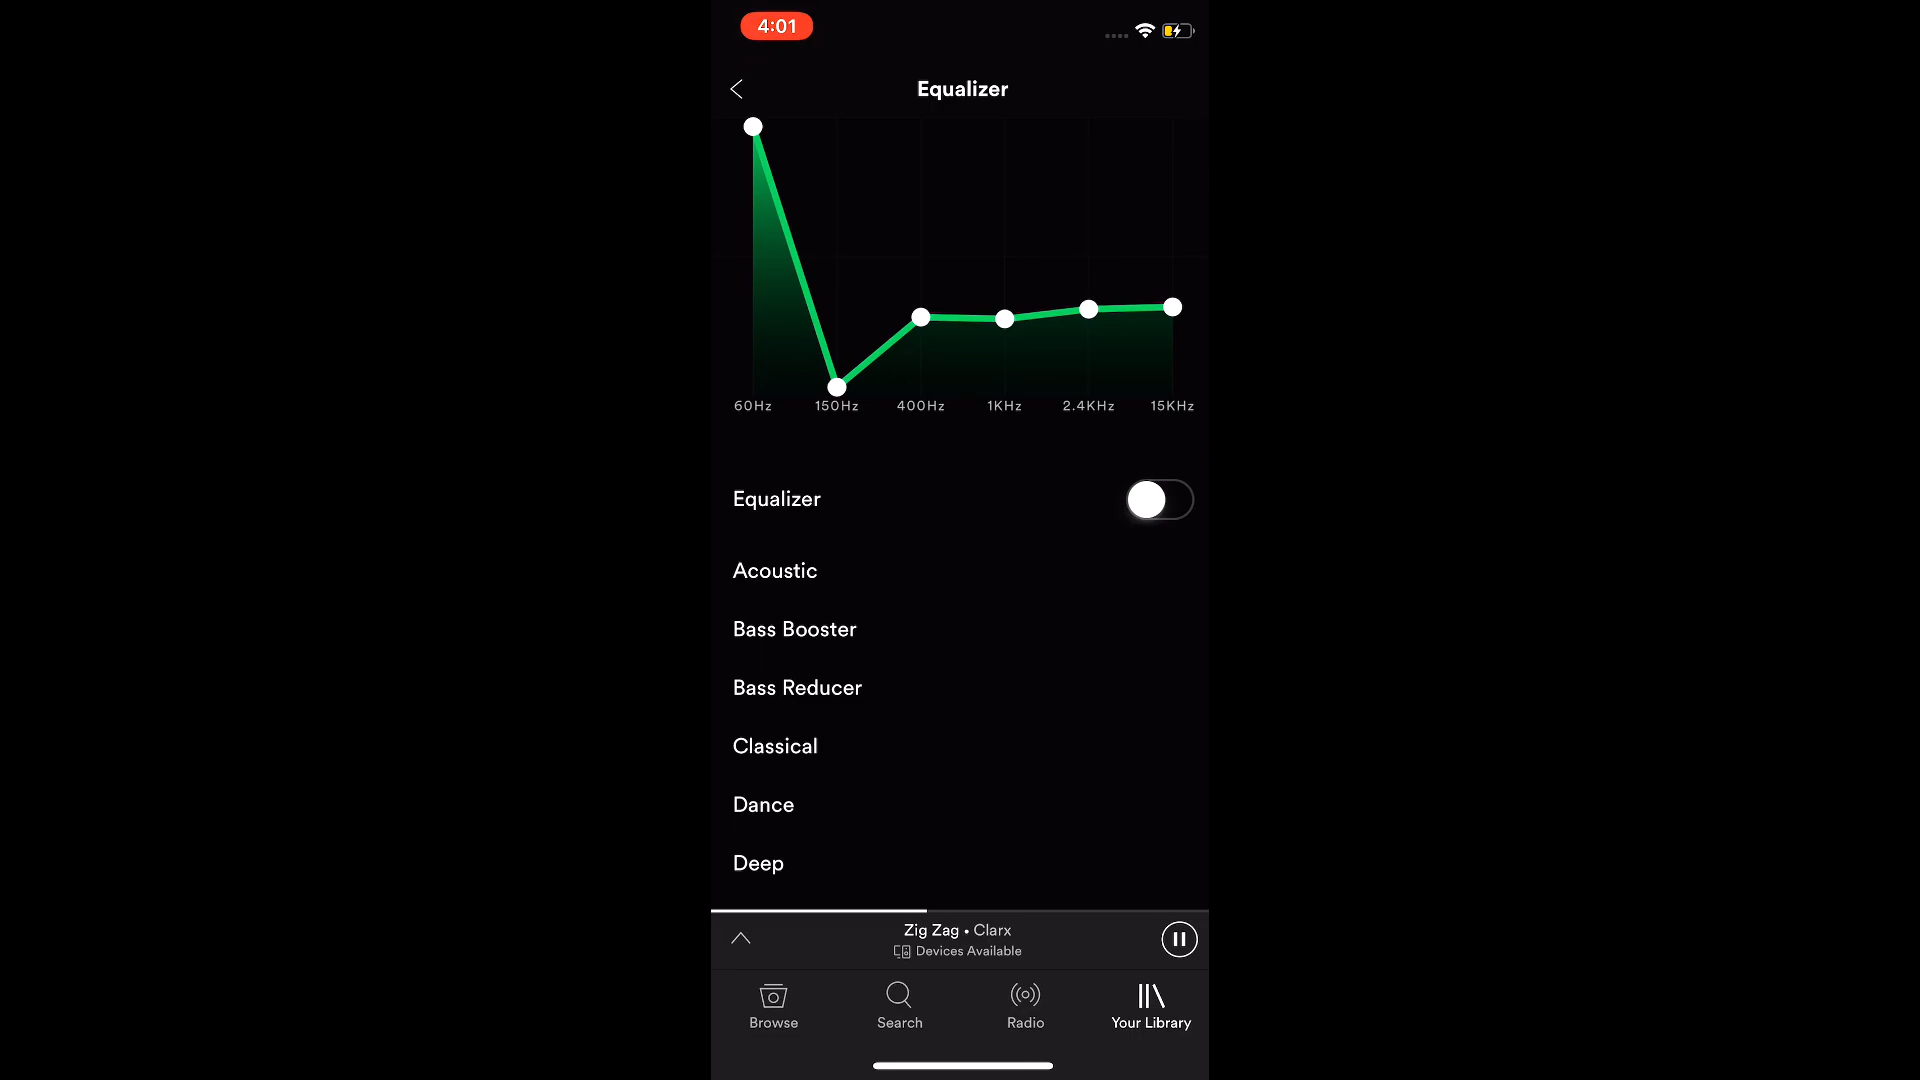 4:01
Equalizer
60Hz 150Hz 400Hz 1KHz 2.4KHz 15KHz
Equalizer
Acoustic
Bass Booster
Bass Reducer
Classical
Dance
Deep
Zig Zag • Clarx
Devices Available
Browse Search Radio Your Library